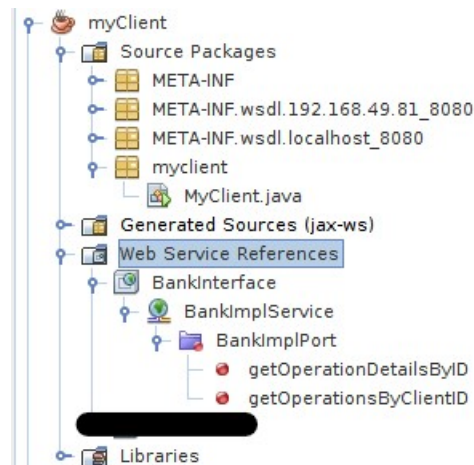 myClient
Source Packages
META-INF
META-INF.wsdl.192.168.49.81_8080
META-INF.wsdl.localhost_8080
myclient
MyClient.java
Generated Sources (jax-ws)
Web Service References
BankInterface
BankImplService
BankImplPort
getOperationDetailsByID
getOperationsByClientID
Libraries